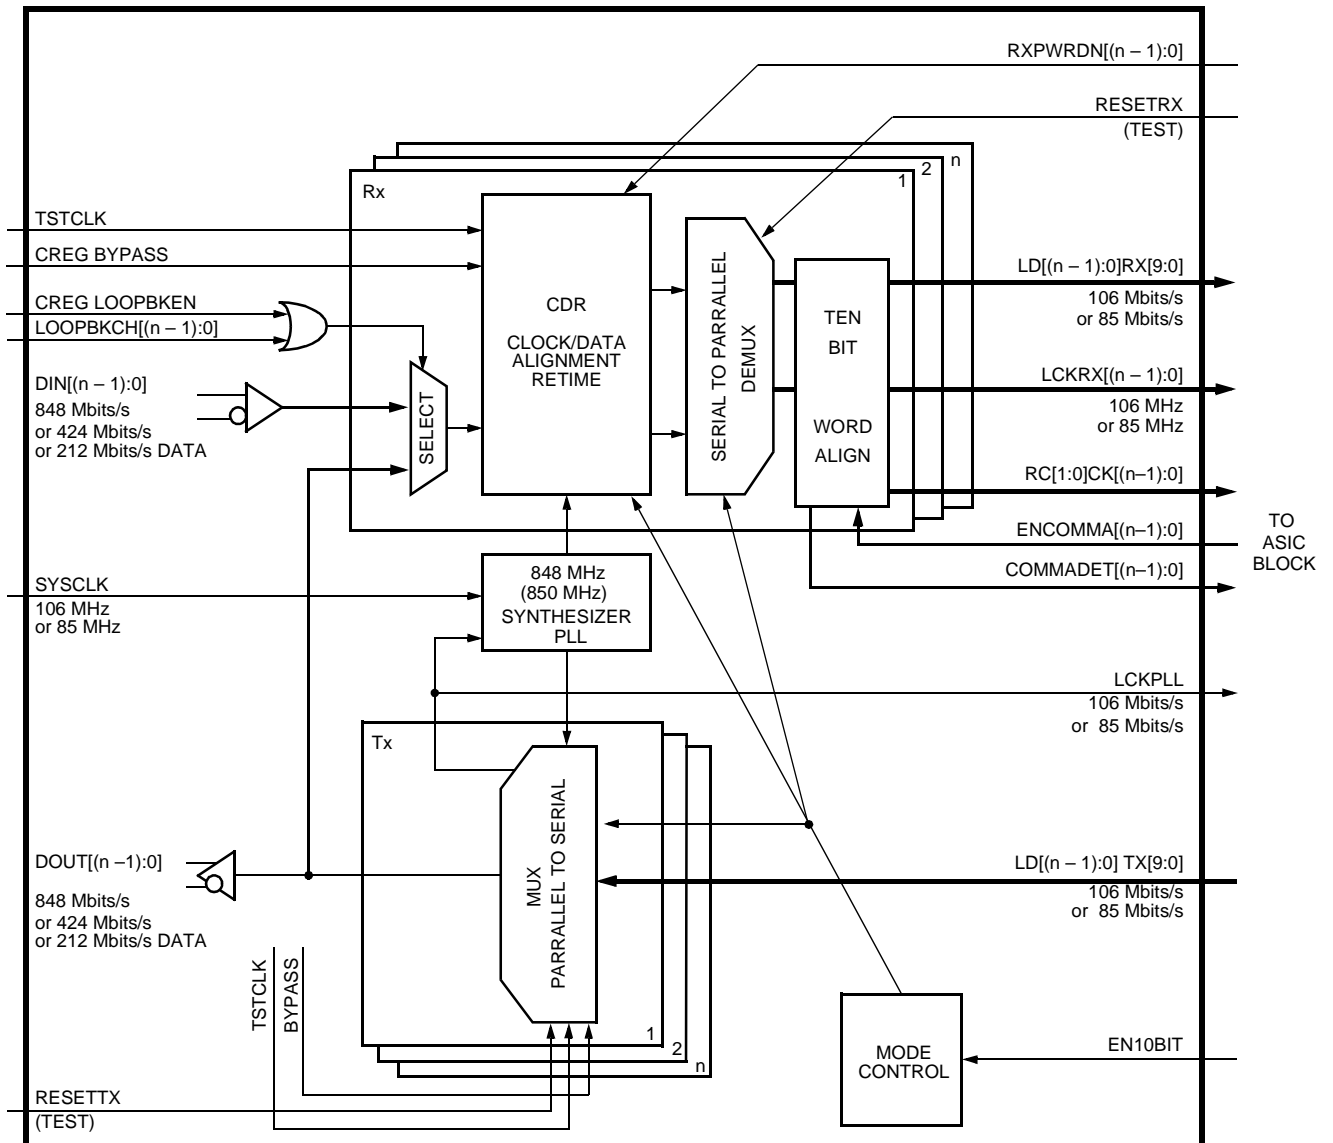 RXPWRDN[(n – 1):0]
RESETRX
(TEST)
n
2
1
Rx
TSTCLK
CREG BYPASS
CREG LOOPBKEN
LOOPBKCH[(n – 1):0]
DIN[(n – 1):0]
848 Mbits/s
or 424 Mbits/s
or 212 Mbits/s DATA
SELECT
CDR
CLOCK/DATA
ALIGNMENT
RETIME
SERIAL TO PARRALLEL
DEMUX
TEN
BIT
WORD
ALIGN
LD[(n – 1):0]RX[9:0]
106 Mbits/s
or 85 Mbits/s
LCKRX[(n – 1):0]
106 MHz
or 85 MHz
RC[1:0]CK[(n–1):0]
ENCOMMA[(n–1):0]
COMMADET[(n–1):0]
TO
ASIC
BLOCK
SYSCLK
106 MHz
or 85 MHz
848 MHz
(850 MHz)
SYNTHESIZER
PLL
LCKPLL
106 Mbits/s
or 85 Mbits/s
Tx
MUX
PARRALLEL TO SERIAL
1
2
n
DOUT[(n –1):0]
848 Mbits/s
or 424 Mbits/s
or 212 Mbits/s DATA
LD[(n – 1):0] TX[9:0]
106 Mbits/s
or 85 Mbits/s
TSTCLK
BYPASS
MODE
CONTROL
EN10BIT
RESETTX
(TEST)